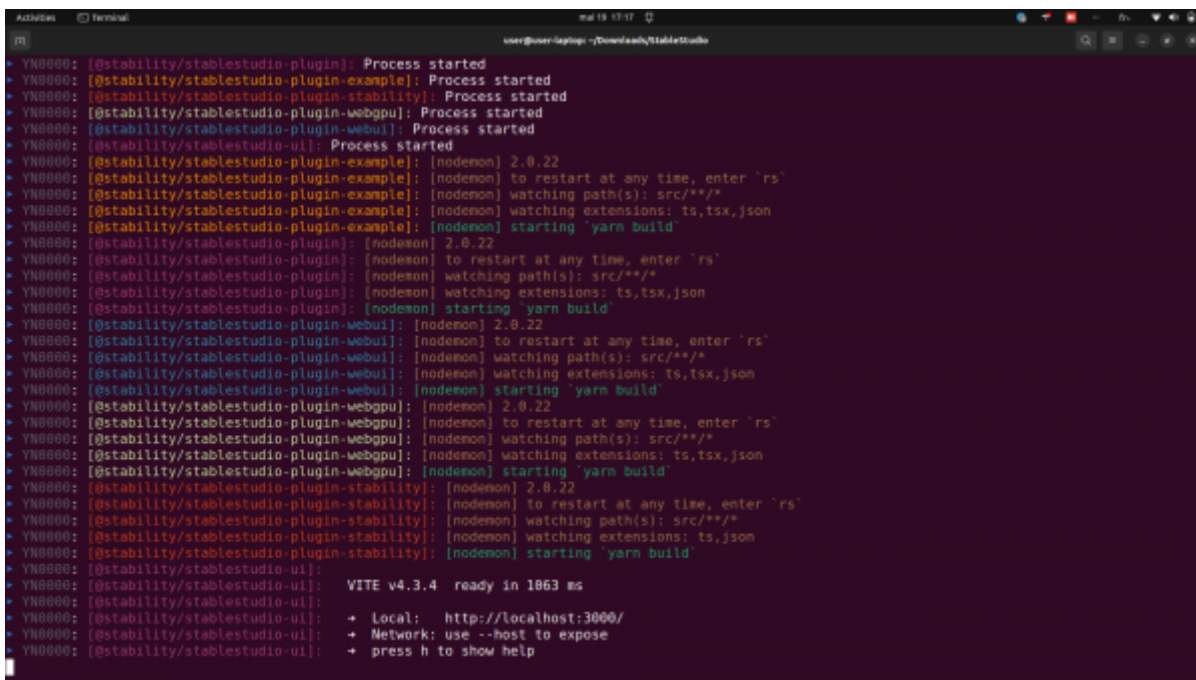 Activities Terminal mai 19 17:17 fr
user@user-laptop: ~/Downloads/StableStudio
YN0000: [@stability/stablestudio-plugin]: Process started
YN0000: [@stability/stablestudio-plugin-example]: Process started
YN0000: [@stability/stablestudio-plugin-stability]: Process started
YN0000: [@stability/stablestudio-plugin-webgpu]: Process started
YN0000: [@stability/stablestudio-plugin-webui]: Process started
YN0000: [@stability/stablestudio-ui]: Process started
YN0000: [@stability/stablestudio-plugin-example]: [nodemon] 2.0.22
YN0000: [@stability/stablestudio-plugin-example]: [nodemon] to restart at any time, enter `rs`
YN0000: [@stability/stablestudio-plugin-example]: [nodemon] watching path(s): src/**/*
YN0000: [@stability/stablestudio-plugin-example]: [nodemon] watching extensions: ts,tsx,json
YN0000: [@stability/stablestudio-plugin-example]: [nodemon] starting `yarn build`
YN0000: [@stability/stablestudio-plugin]: [nodemon] 2.0.22
YN0000: [@stability/stablestudio-plugin]: [nodemon] to restart at any time, enter `rs`
YN0000: [@stability/stablestudio-plugin]: [nodemon] watching path(s): src/**/*
YN0000: [@stability/stablestudio-plugin]: [nodemon] watching extensions: ts,tsx,json
YN0000: [@stability/stablestudio-plugin]: [nodemon] starting `yarn build`
YN0000: [@stability/stablestudio-plugin-webui]: [nodemon] 2.0.22
YN0000: [@stability/stablestudio-plugin-webui]: [nodemon] to restart at any time, enter `rs`
YN0000: [@stability/stablestudio-plugin-webui]: [nodemon] watching path(s): src/**/*
YN0000: [@stability/stablestudio-plugin-webui]: [nodemon] watching extensions: ts,tsx,json
YN0000: [@stability/stablestudio-plugin-webui]: [nodemon] starting `yarn build`
YN0000: [@stability/stablestudio-plugin-webgpu]: [nodemon] 2.0.22
YN0000: [@stability/stablestudio-plugin-webgpu]: [nodemon] to restart at any time, enter `rs`
YN0000: [@stability/stablestudio-plugin-webgpu]: [nodemon] watching path(s): src/**/*
YN0000: [@stability/stablestudio-plugin-webgpu]: [nodemon] watching extensions: ts,tsx,json
YN0000: [@stability/stablestudio-plugin-webgpu]: [nodemon] starting `yarn build`
YN0000: [@stability/stablestudio-plugin-stability]: [nodemon] 2.0.22
YN0000: [@stability/stablestudio-plugin-stability]: [nodemon] to restart at any time, enter `rs`
YN0000: [@stability/stablestudio-plugin-stability]: [nodemon] watching path(s): src/**/*
YN0000: [@stability/stablestudio-plugin-stability]: [nodemon] watching extensions: ts,json
YN0000: [@stability/stablestudio-plugin-stability]: [nodemon] starting `yarn build`
YN0000: [@stability/stablestudio-ui]:
YN0000: [@stability/stablestudio-ui]: VITE v4.3.4 ready in 1063 ms
YN0000: [@stability/stablestudio-ui]:
YN0000: [@stability/stablestudio-ui]: → Local: http://localhost:3000/
YN0000: [@stability/stablestudio-ui]: → Network: use --host to expose
YN0000: [@stability/stablestudio-ui]: → press h to show help